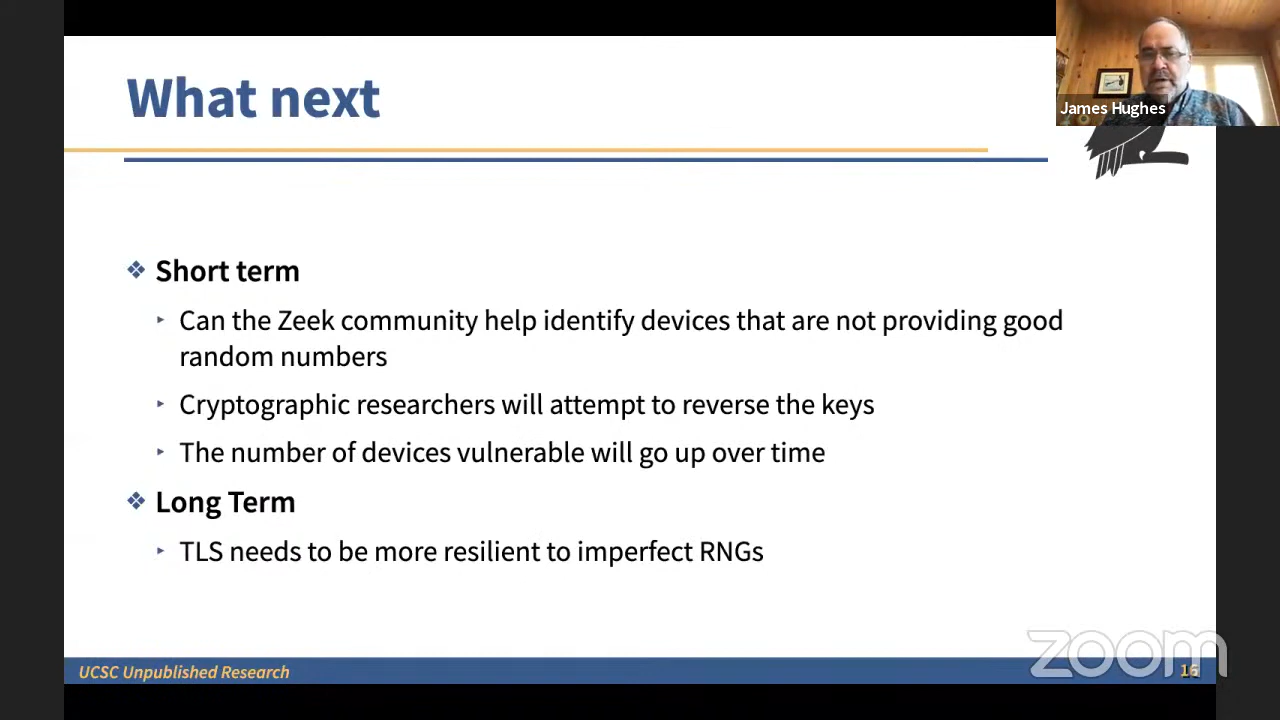 What next
James Hughes
Short term
Can the Zeek community help identify devices that are not providing good
random numbers
Cryptographic researchers will attempt to reverse the keys
The number of devices vulnerable will go up over time
Long Term
TLS needs to be more resilient to imperfect RNGs
zoom
UCSC Unpublished Research
16